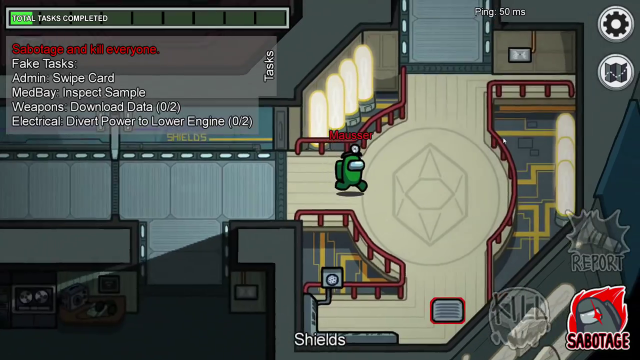 TOTAL TASKS COMPLETED
Ping: 50 ms
Sabotage and kill everyone.
Fake Tasks:
Admin: Swipe Card
MedBay: Inspect Sample
Weapons: Download Data (0/2)
Electrical: Divert Power to Lower Engine (0/2)
Tasks
SHIELDS
Mausser
REPORT
KILL
SABOTAGE
Shields